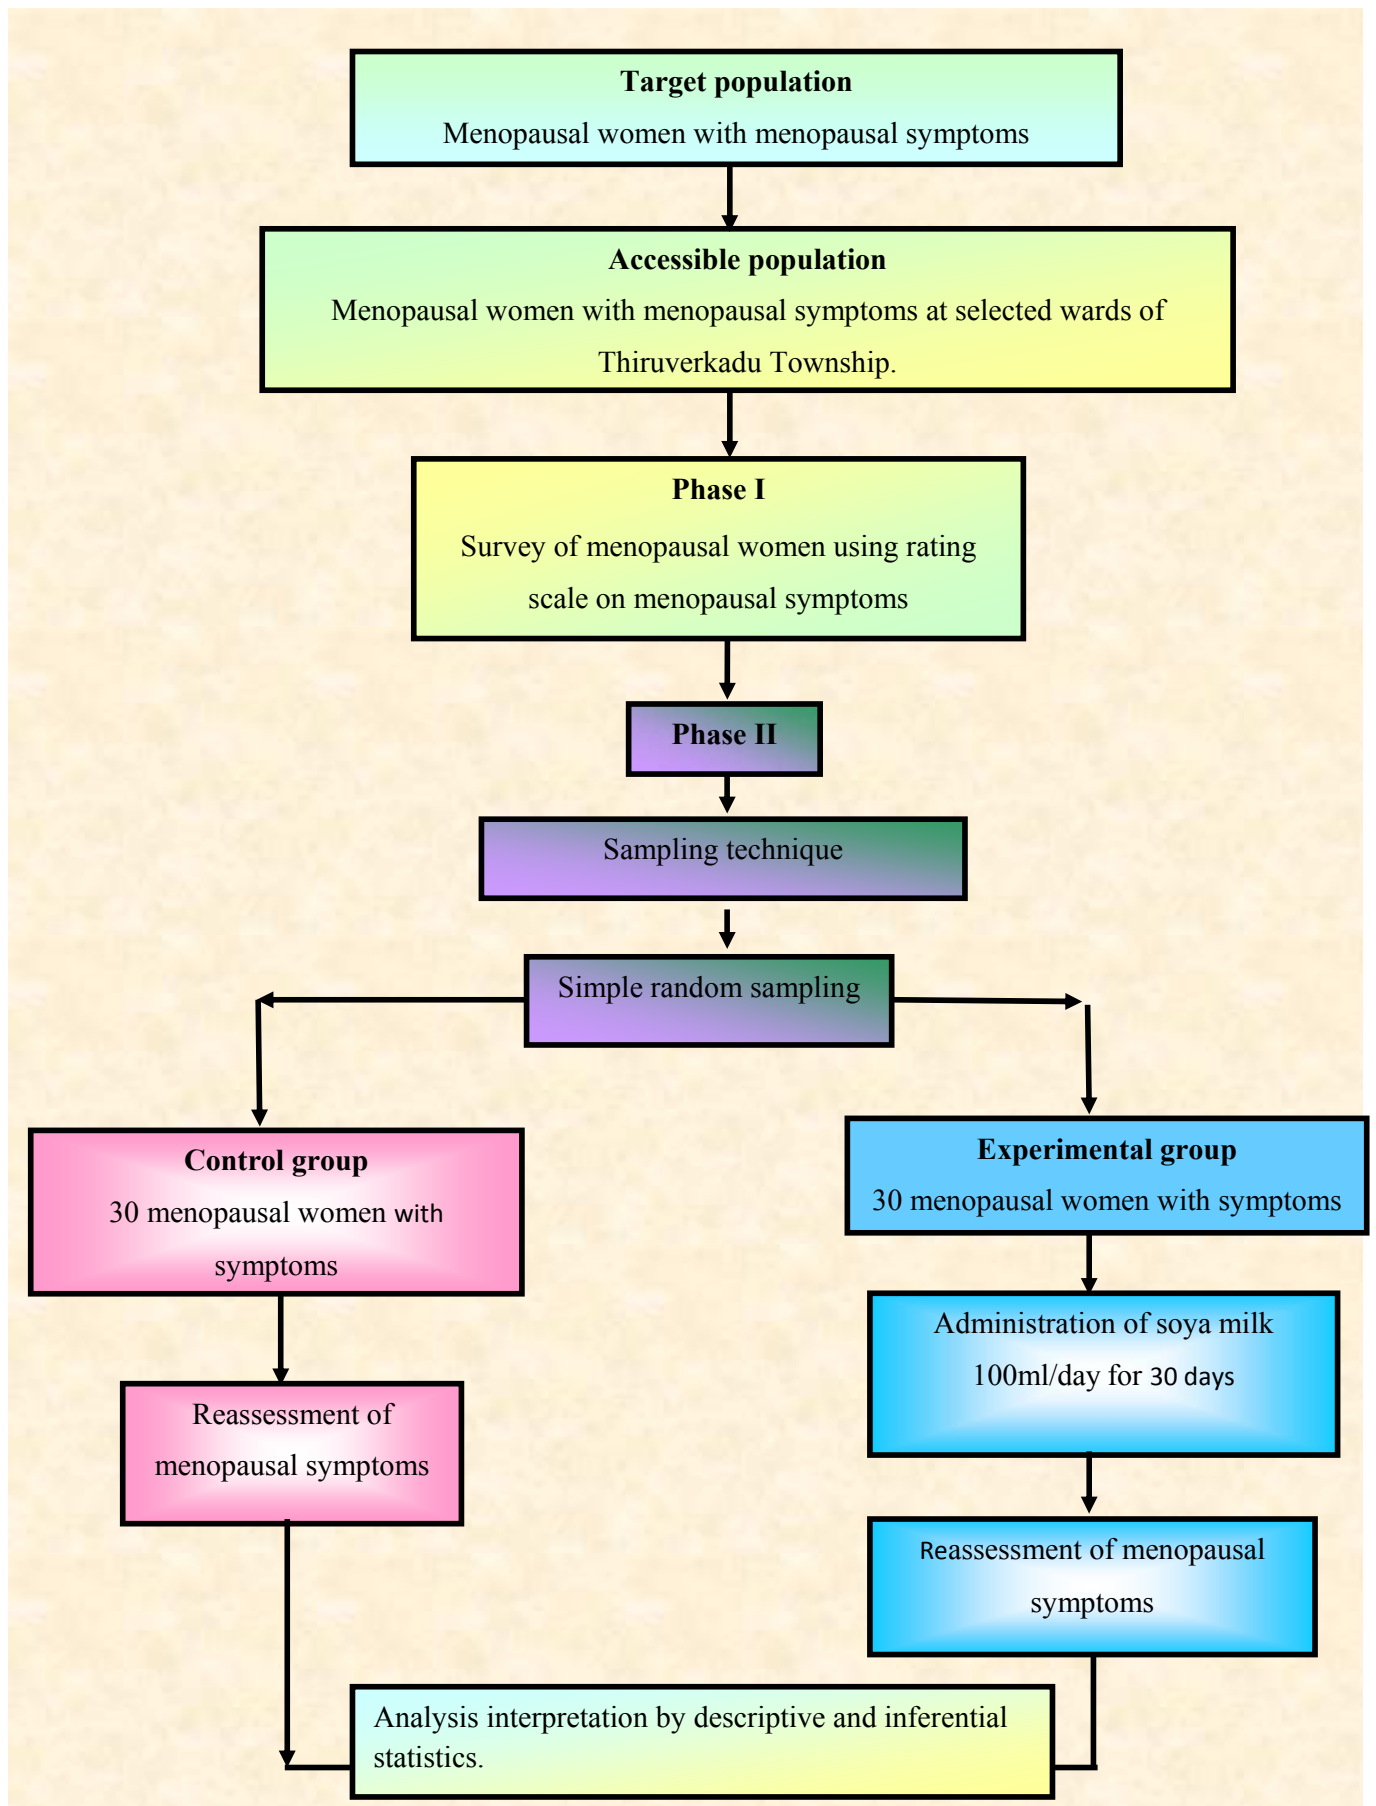 Target population
Menopausal women with menopausal symptoms
Accessible population
Menopausal women with menopausal symptoms at selected wards of
Thiruverkadu Township.
Phase I
Survey of menopausal women using rating
scale on menopausal symptoms
Phase II
Sampling technique
Simple random sampling
Control group
30 menopausal women with
symptoms
Experimental group
30 menopausal women with symptoms
Administration of soya milk
100ml/day for 30 days
Reassessment of
menopausal symptoms
Reassessment of menopausal
symptoms
Analysis interpretation by descriptive and inferential
statistics.